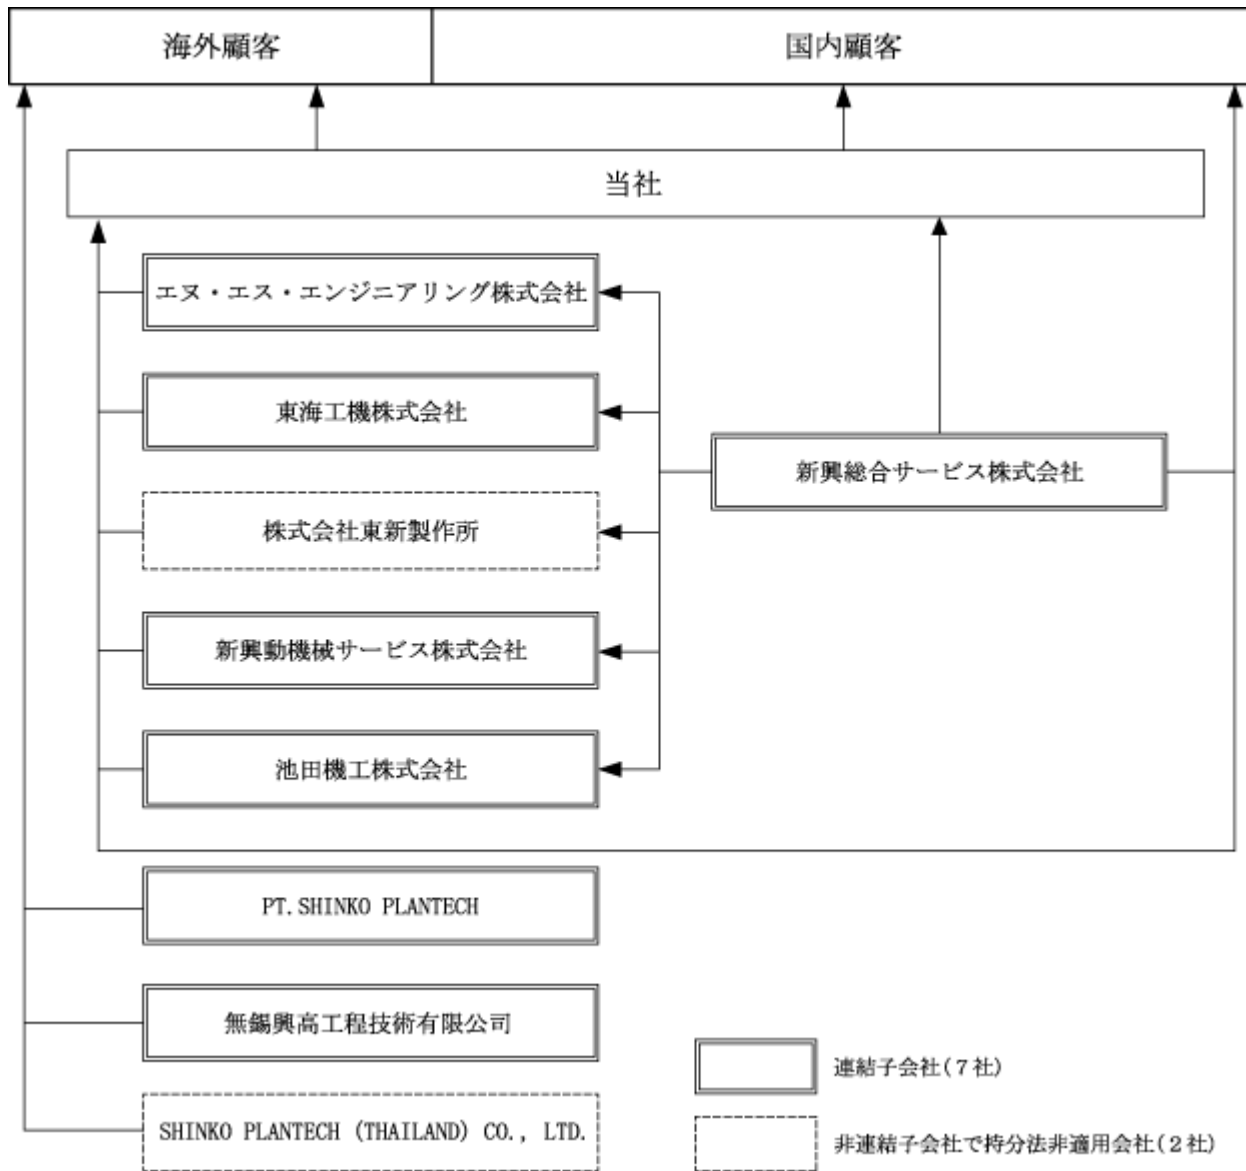 海外顧客
国内顧客
当社
エヌ・エス・エンジニアリング株式会社
東海工機株式会社
新興総合サービス株式会社
株式会社東新製作所
新興動機械サービス株式会社
池田機工株式会社
PT.SHINKO PLANTECH
無錫興高工程技術有限公司
連結子会社(7社)
SHINKO PLANTECH (THAILAND) CO., LTD.
非連結子会社で持分法非適用会社(2社)